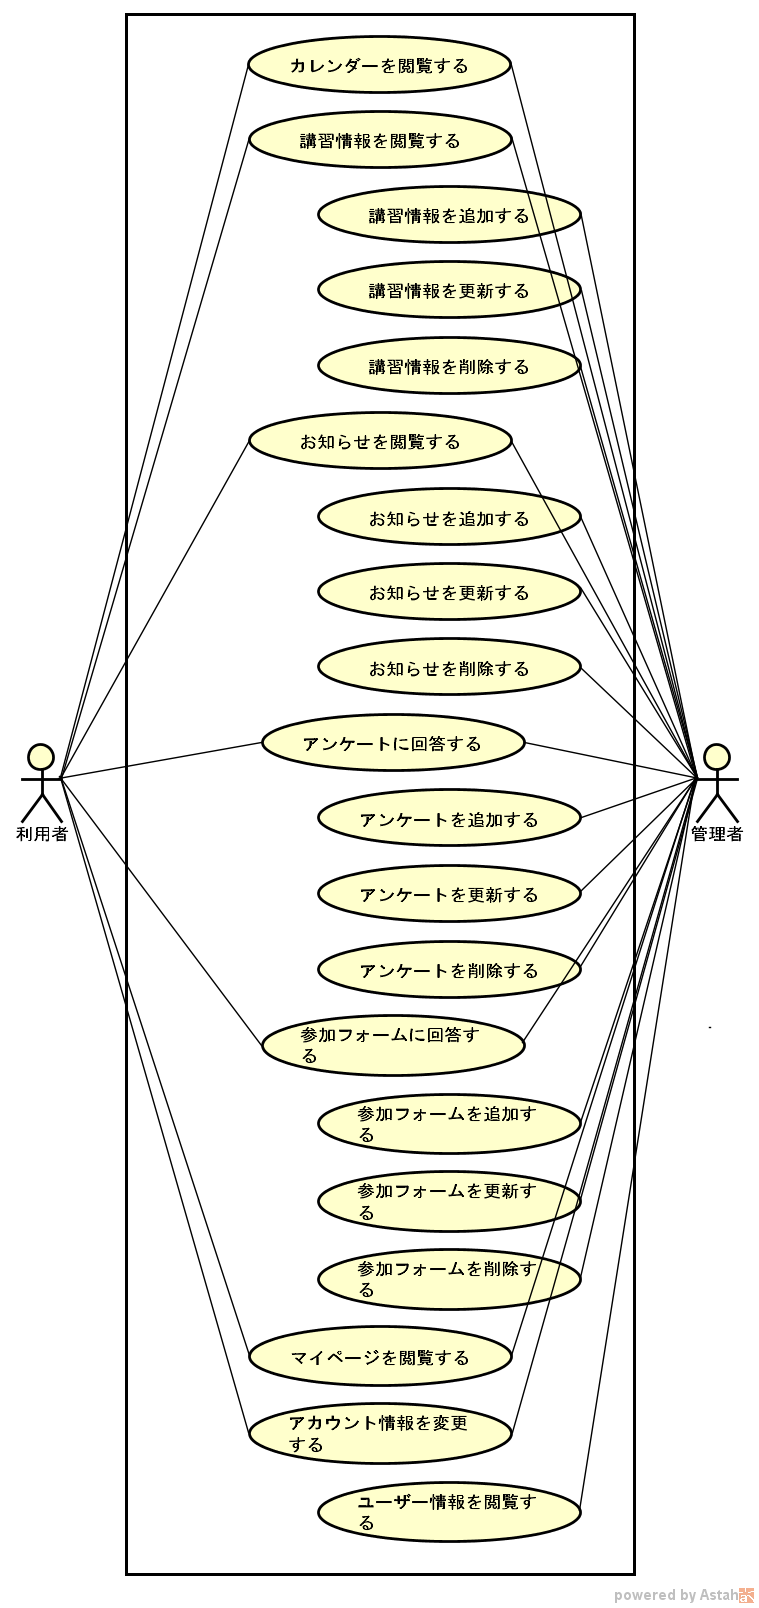 カレンダーを閲覧する
講習情報を閲覧する
講習情報を追加する
講習情報を更新する
講習情報を削除する
お知らせを閲覧する
お知らせを追加する
お知らせを更新する
お知らせを削除する
アンケートに回答する
利用者
管理者
アンケートを追加する
アンケートを更新する
アンケートを削除する
参加フォームに回答す
る
参加フォームを追加す
る
参加フォームを更新す
る
参加フォームを削除す
る
マイページを閲覧する
アカウント情報を変更
する
ユーザー情報を閲覧す
る
powered by Astah